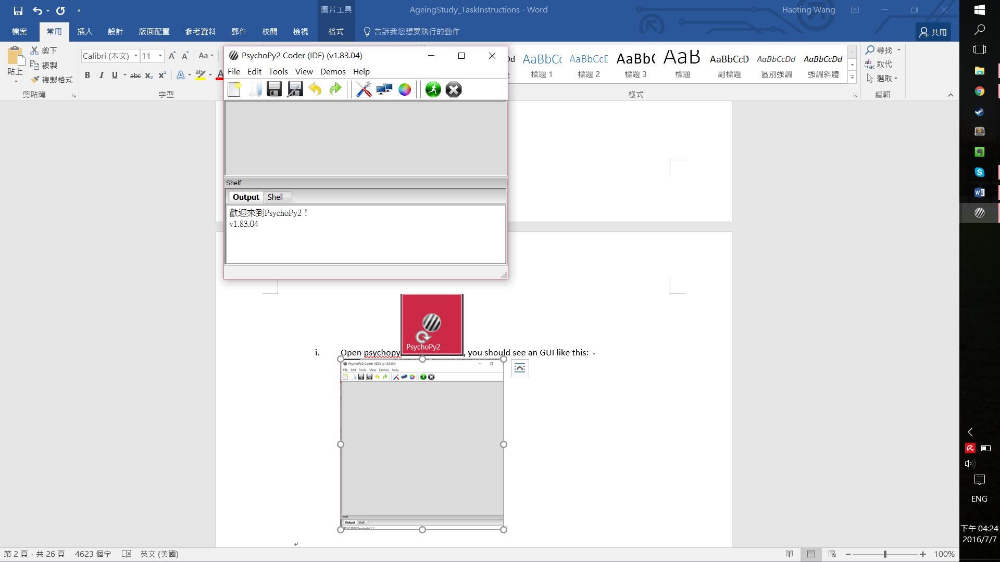 圖片工具
AgeingStudy_TaskInstructions - Word
Haoting Wang
檔案 常用 插入 設計 版面配置 參考資料 郵件 校閱 檢視 格式 告訴我您想要執行的動作 共用
貼上
剪下
複製
複製格式
剪貼簿
Calibri (本文) 11 Aa
B I U abc x₂ x² A aby A
字型
PsychoPy2 Coder (IDE) (v1.83.04)
File Edit Tools View Demos Help
Shelf
Output Shell
歡迎來到PsychoPy2！
v1.83.04
AaBbC AaBbCcD AaBbC AaB AaBbCcD AaBbCcDd AaBbCcDd
標題 1 標題 2 標題 3 標題 副標題 區別強調 強調斜體
樣式
尋找
取代
選取
編輯
PsychoPy2
i. Open psychopy, you should see an GUI like this:
PsychoPy2 Coder (IDE) (v1.83.04)
File Edit Tools View Demos Help
Shelf
Output Shell
歡迎來到PsychoPy2！
第 2 頁，共 26 頁 4623 個字 英文 (美國)
100%
ENG
下午 04:24
2016/7/7